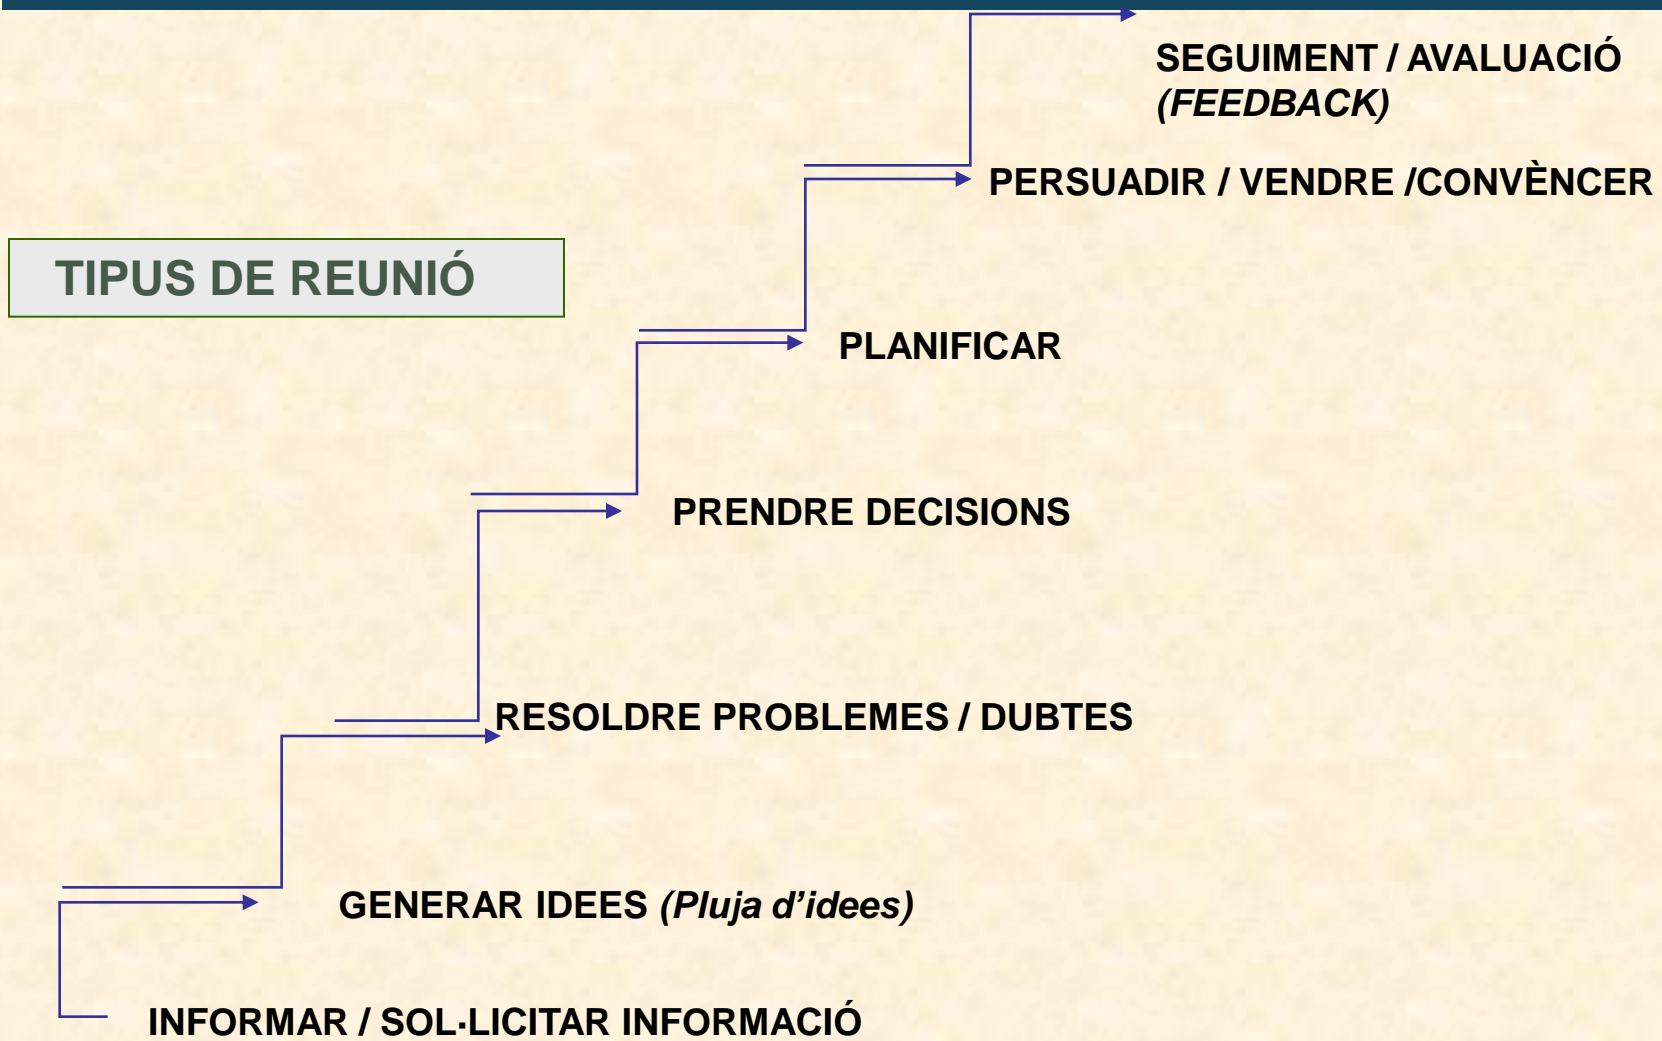 SEGUIMENT / AVALUACIÓ
(FEEDBACK)
PERSUADIR / VENDRE /CONVÈNCER
TIPUS DE REUNIÓ
PLANIFICAR
PRENDRE DECISIONS
RESOLDRE PROBLEMES / DUBTES
GENERAR IDEES (Pluja d’idees)
INFORMAR / SOL·LICITAR INFORMACIÓ